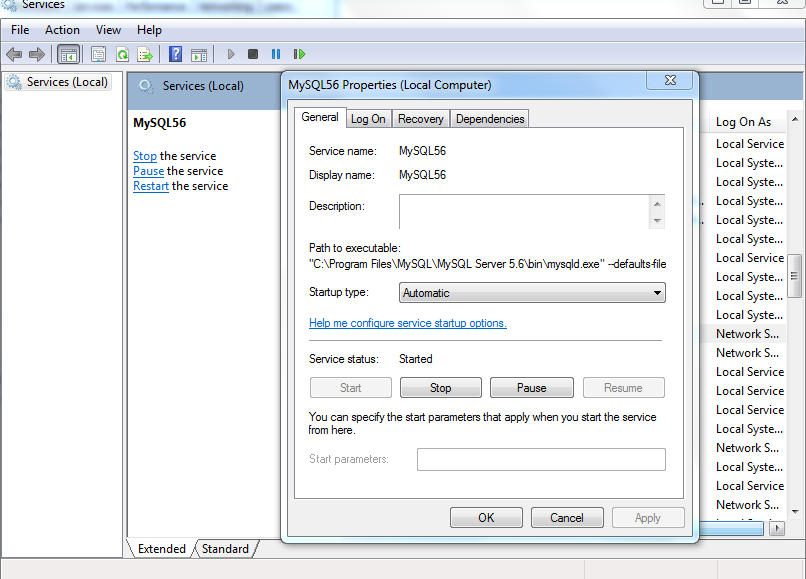 Services
File Action View Help
Services (Local)
Services (Local)
MySQL56
Stop the service
Pause the service
Restart the service
MySQL56 Properties (Local Computer)
General Log On Recovery Dependencies
Service name: MySQL56
Display name: MySQL56
Description:
Path to executable:
"C:\Program Files\MySQL\MySQL Server 5.6\bin\mysqld.exe" --defaults-file
Startup type: Automatic
Help me configure service startup options.
Service status: Started
Start Stop Pause Resume
You can specify the start parameters that apply when you start the service
from here.
Start parameters:
OK Cancel Apply
Log On As
Local Service
Local Syste...
Local Syste...
Local Service
Local Syste...
Local Syste...
Local Service
Local Syste...
Local Syste...
Local Syste...
Network S...
Network S...
Local Service
Local Service
Local Service
Local Syste...
Network S...
Local Syste...
Local Service
Network S...
Extended Standard